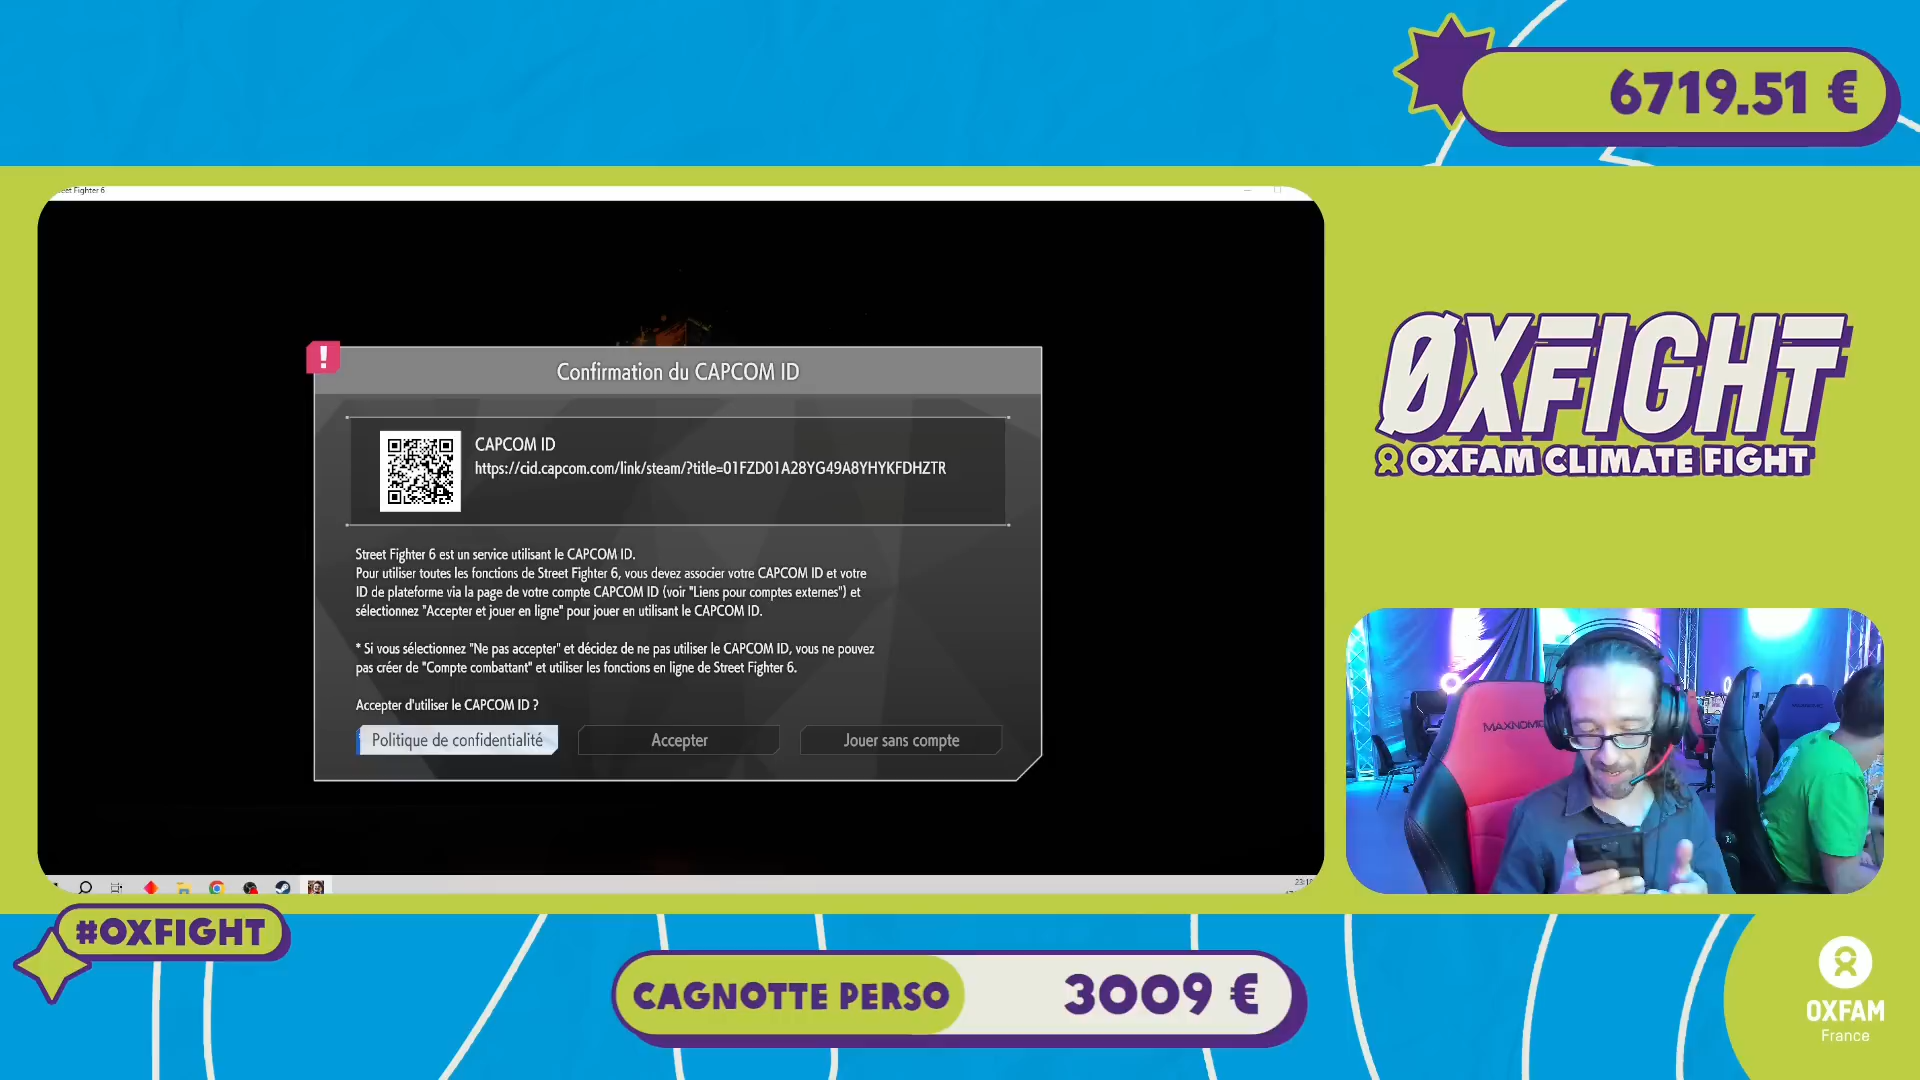 6719.51 €
Fighter 6
Confirmation du CAPCOM ID
CAPCOM ID
https://cid.capcom.com/link/steam/?title=01FZD01A28YG49A8YHYKFDHZTR
Street Fighter 6 est un service utilisant le CAPCOM ID.
Pour utiliser toutes les fonctions de Street Fighter 6, vous devez associer votre CAPCOM ID et votre
ID de plateforme via la page de votre compte CAPCOM ID (voir "Liens pour comptes externes") et
sélectionnez "Accepter et jouer en ligne" pour jouer en utilisant le CAPCOM ID.
* Si vous sélectionnez "Ne pas accepter" et décidez de ne pas utiliser le CAPCOM ID, vous ne pouvez
pas créer de "Compte combattant" et utiliser les fonctions en ligne de Street Fighter 6.
Accepter d'utiliser le CAPCOM ID ?
Politique de confidentialité
Accepter
Jouer sans compte
ØXFIGHT
OXFAM CLIMATE FIGHT
#OXFIGHT
CAGNOTTE PERSO
3009 €
OXFAM
France